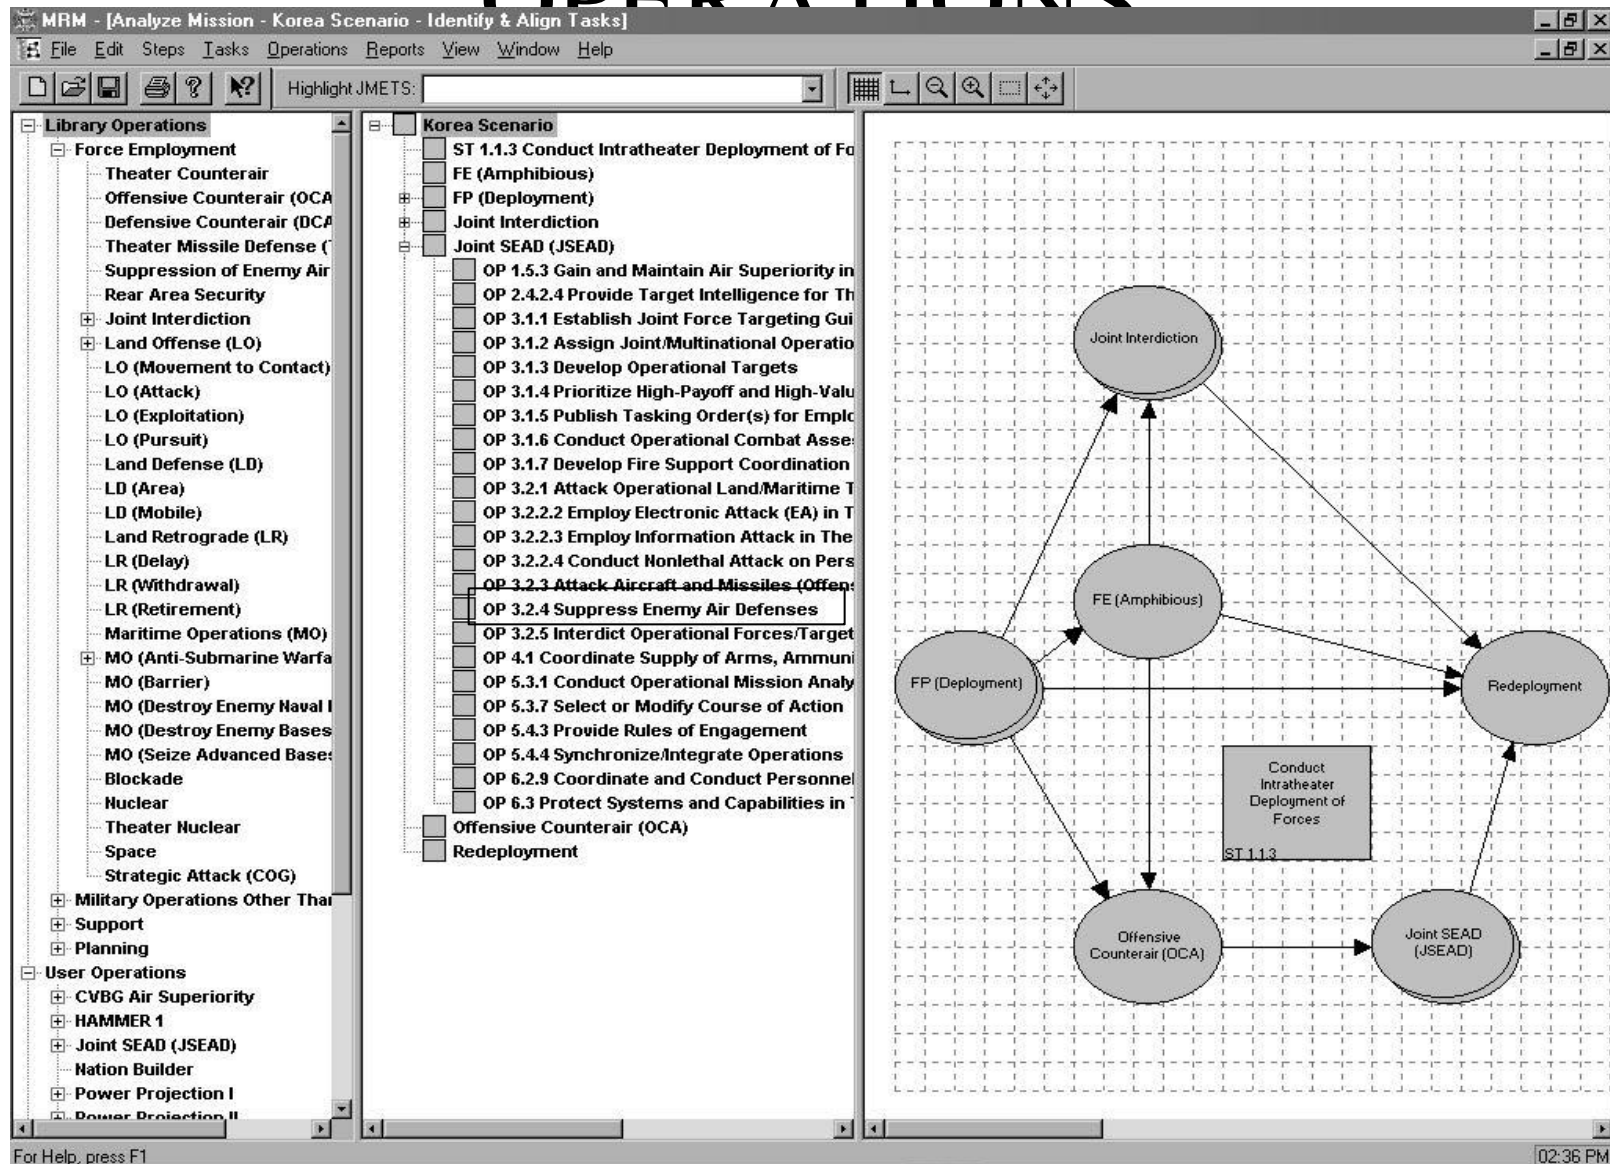 OPERATIONS
MRM - [Analyze Mission - Korea Scenario - Identify & Align Tasks]
File Edit Steps Tasks Operations Reports View Window Help
Highlight JMETS:
Library Operations
Force Employment
Theater Counterair
Offensive Counterair (OCA
Defensive Counterair (DCA
Theater Missile Defense (
Suppression of Enemy Air
Rear Area Security
Joint Interdiction
Land Offense (LO)
LO (Movement to Contact)
LO (Attack)
LO (Exploitation)
LO (Pursuit)
Land Defense (LD)
LD (Area)
LD (Mobile)
Land Retrograde (LR)
LR (Delay)
LR (Withdrawal)
LR (Retirement)
Maritime Operations (MO)
MO (Anti-Submarine Warfa
MO (Barrier)
MO (Destroy Enemy Naval
MO (Destroy Enemy Bases
MO (Seize Advanced Base
Blockade
Nuclear
Theater Nuclear
Space
Strategic Attack (COG)
Military Operations Other Tha
Support
Planning
User Operations
CVBG Air Superiority
HAMMER 1
Joint SEAD (JSEAD)
Nation Builder
Power Projection I
Power Projection II
Korea Scenario
ST 1.1.3 Conduct Intratheater Deployment of Fo
FE (Amphibious)
FP (Deployment)
Joint Interdiction
Joint SEAD (JSEAD)
OP 1.5.3 Gain and Maintain Air Superiority in
OP 2.4.2.4 Provide Target Intelligence for Th
OP 3.1.1 Establish Joint Force Targeting Gui
OP 3.1.2 Assign Joint/Multinational Operatio
OP 3.1.3 Develop Operational Targets
OP 3.1.4 Prioritize High-Payoff and High-Valu
OP 3.1.5 Publish Tasking Order(s) for Emplo
OP 3.1.6 Conduct Operational Combat Asse
OP 3.1.7 Develop Fire Support Coordination
OP 3.2.1 Attack Operational Land/Maritime T
OP 3.2.2.2 Employ Electronic Attack (EA) in T
OP 3.2.2.3 Employ Information Attack in The
OP 3.2.2.4 Conduct Nonlethal Attack on Pers
OP 3.2.3 Attack Aircraft and Missiles (Offens
OP 3.2.4 Suppress Enemy Air Defenses
OP 3.2.5 Interdict Operational Forces/Target
OP 4.1 Coordinate Supply of Arms, Ammuni
OP 5.3.1 Conduct Operational Mission Analy
OP 5.3.7 Select or Modify Course of Action
OP 5.4.3 Provide Rules of Engagement
OP 5.4.4 Synchronize/Integrate Operations
OP 6.2.9 Coordinate and Conduct Personnel
OP 6.3 Protect Systems and Capabilities in
Offensive Counterair (OCA)
Redeployment
Joint Interdiction
FE (Amphibious)
FP (Deployment)
Redeployment
Conduct
Intratheater
Deployment of
Forces
ST 1.1.3
Offensive
Counterair (OCA)
Joint SEAD
(JSEAD)
For Help, press F1
02:36 PM